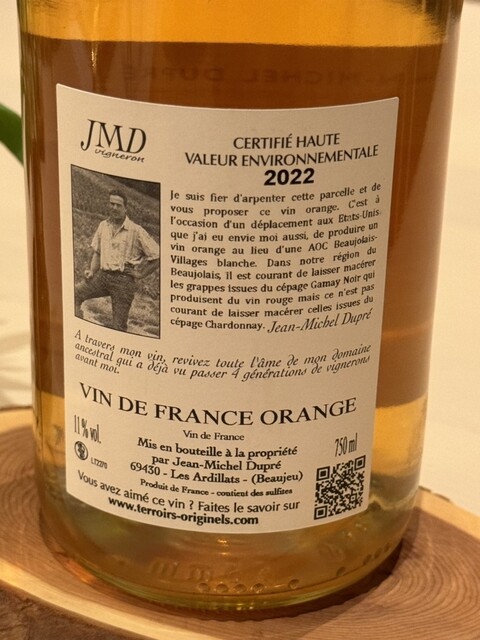 JMD
vigneron
CERTIFIÉ HAUTE
VALEUR ENVIRONNEMENTALE
2022
Je suis fier d'arpenter cette parcelle et de
vous proposer ce vin orange. C'est à
l'occasion d'un déplacement aux Etats-Unis
que j'ai eu envie moi aussi, de produire un
vin orange au lieu d'une AOC Beaujolais-
Villages blanche. Dans notre région du
Beaujolais, il est courant de laisser macérer
les grappes issues du cépage Gamay Noir qui
produisent du vin rouge mais ce n'est pas
courant de laisser macérer celles issues du
cépage Chardonnay. Jean-Michel Dupré
A travers mon vin, revivez toute l'âme de mon domaine
ancestral qui a déjà vu passer 4 générations de vignerons
avant moi.
VIN DE FRANCE ORANGE
Vin de France
11% vol.
750 ml
Mis en bouteille à la propriété
par Jean-Michel Dupré
69430 - Les Ardillats - (Beaujeu)
LT2270
Produit de France - contient des sulfites
Vous avez aimé ce vin ? Faites le savoir sur
www.terroirs-originels.com